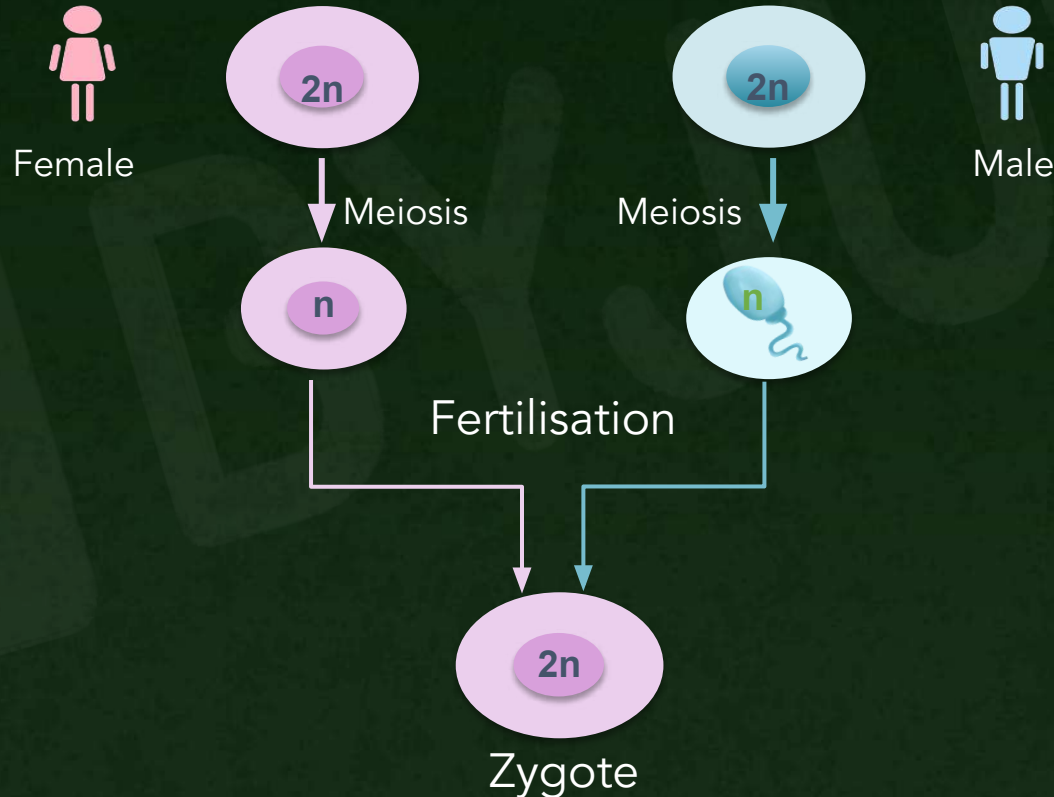 2n
2n
Female
Male
Meiosis
Meiosis
n
n
Fertilisation
2n
Zygote